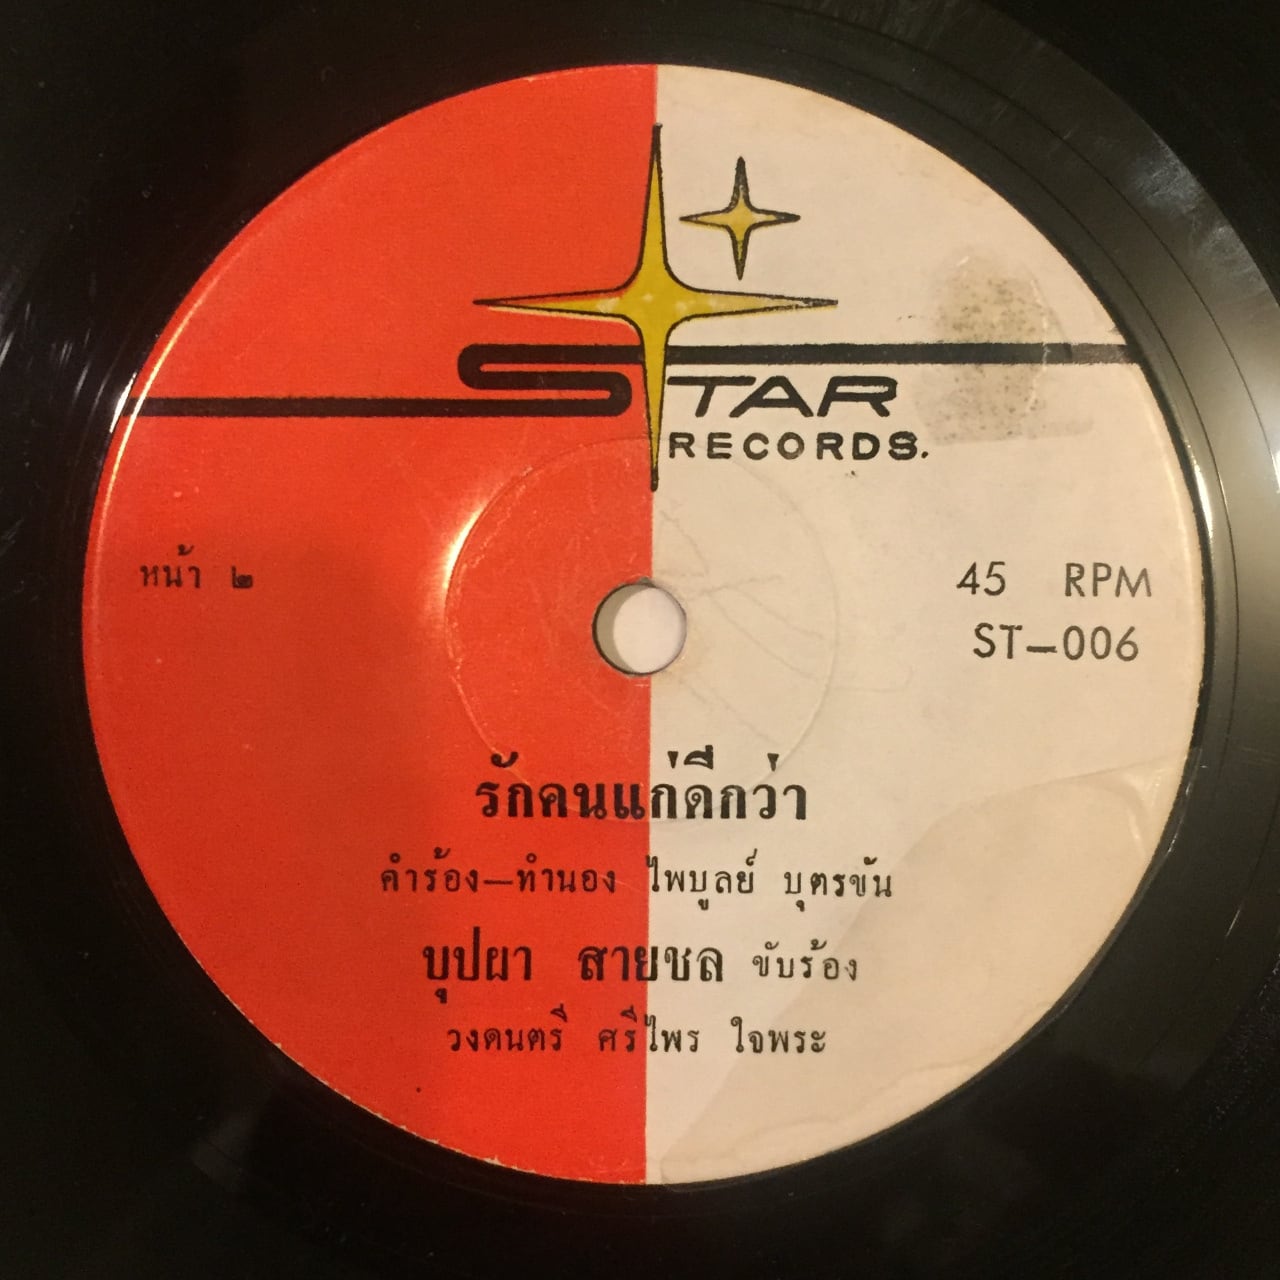 STAR
RECORDS.
หน้า ๒
45 RPM
ST-006
รักคนแก่ดีกว่า
คำร้อง-ทำนอง ไพบูลย์ บุตรขัน
บุปผา สายชล ขับร้อง
วงดนตรี ศรีไพร ใจพระ